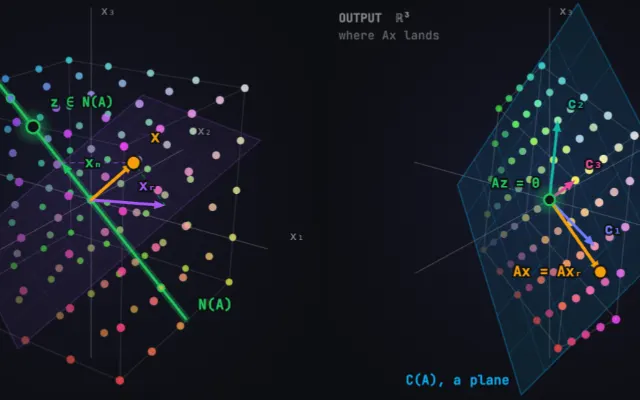 x₃
z ∈ N(A)
x
x₂
xₙ
xᵣ
x₁
N(A)
OUTPUT ℝ³
where Ax lands
x₃
c₂
c₃
Az = 0
c₁
Ax = Axᵣ
C(A), a plane